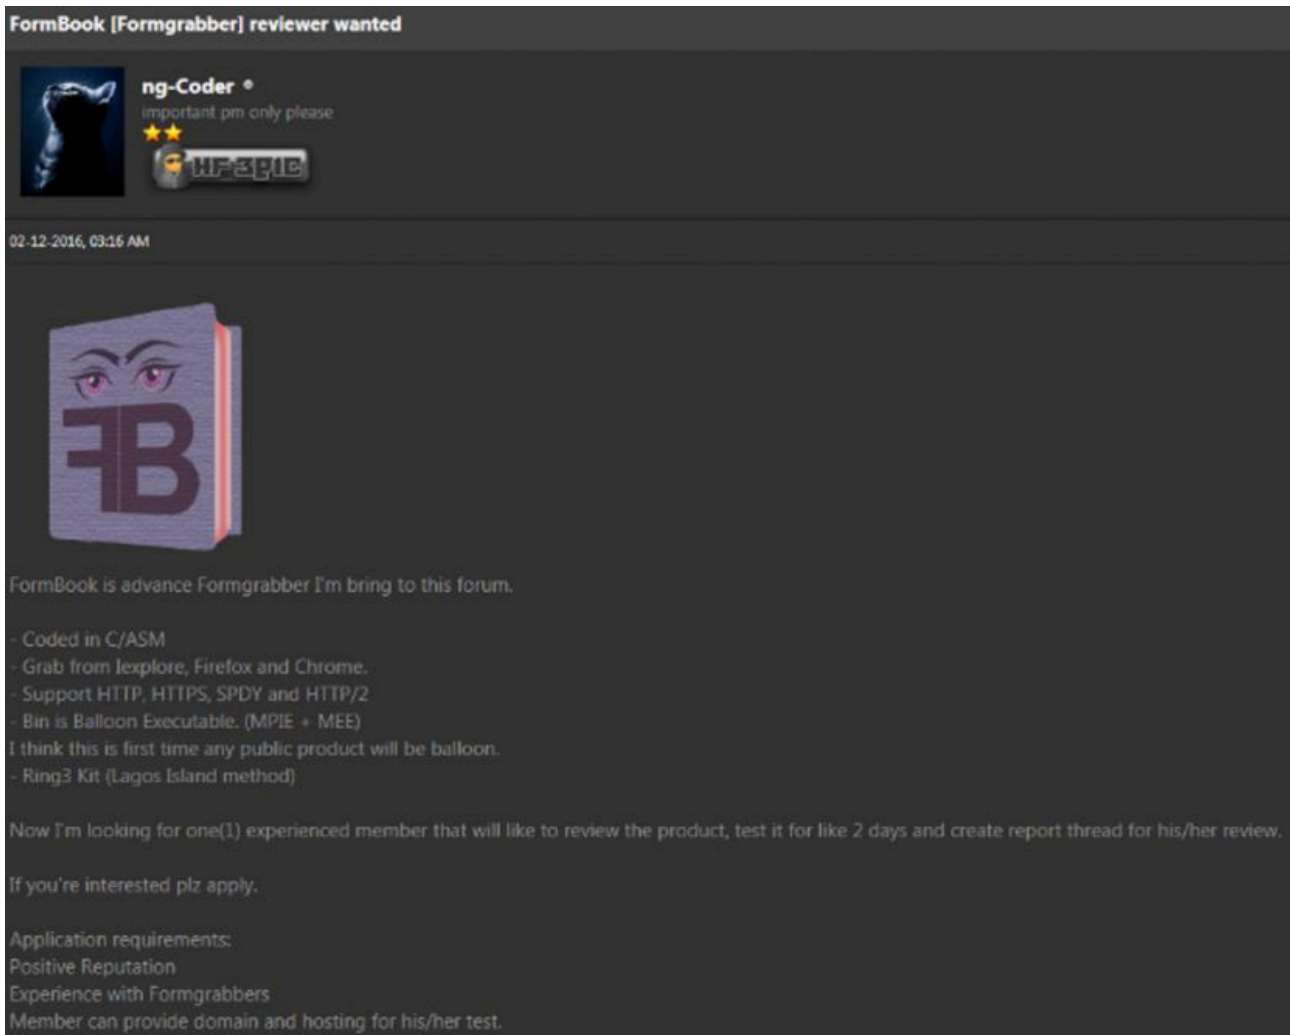 FormBook [Formgrabber] reviewer wanted
ng-Coder
important pm only please
HF 3PIC
02-12-2016, 03:16 AM
FB
FormBook is advance Formgrabber I'm bring to this forum.
- Coded in C/ASM
- Grab from Iexplore, Firefox and Chrome.
- Support HTTP, HTTPS, SPDY and HTTP/2
- Bin is Balloon Executable. (MPIE + MEE)
I think this is first time any public product will be balloon.
- Ring3 Kit (Lagos Island method)
Now I'm looking for one(1) experienced member that will like to review the product, test it for like 2 days and create report thread for his/her review.
If you're interested plz apply.
Application requirements:
Positive Reputation
Experience with Formgrabbers
Member can provide domain and hosting for his/her test.